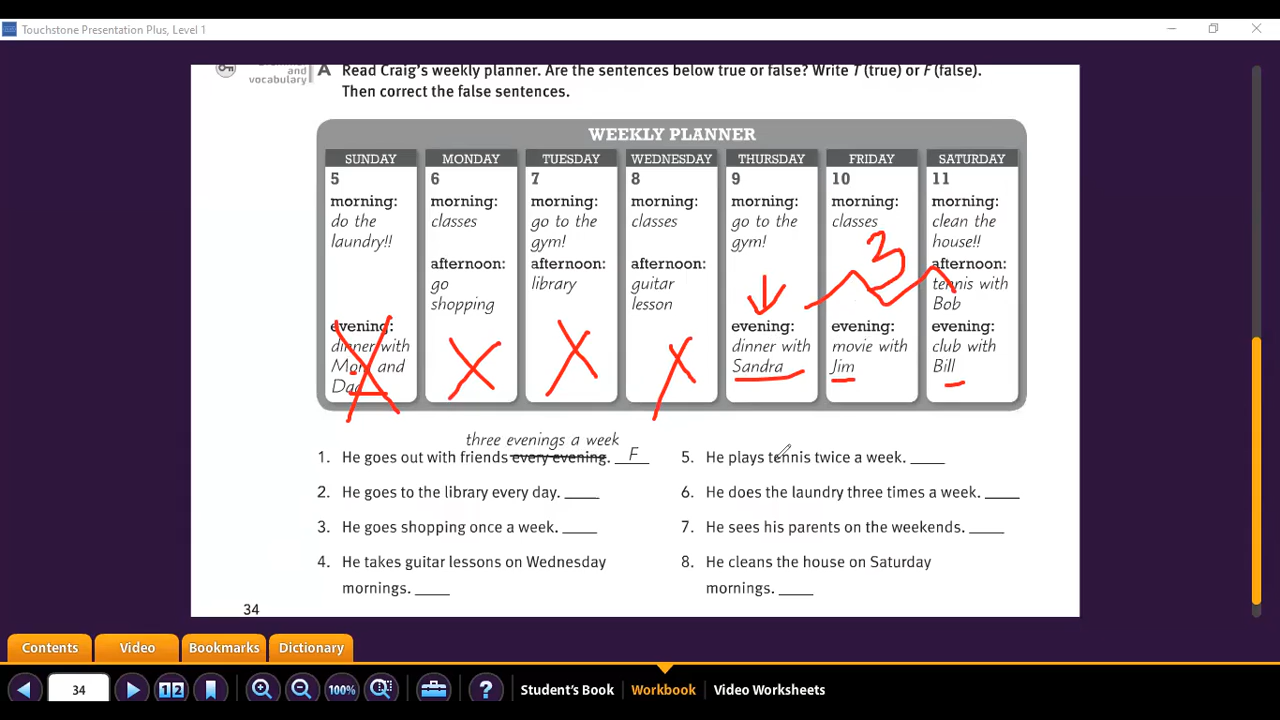 Touchstone Presentation Plus, Level 1
and
vocabulary
A Read Craig's weekly planner. Are the sentences below true or false? Write T (true) or F (false).
Then correct the false sentences.
WEEKLY PLANNER
SUNDAY MONDAY TUESDAY WEDNESDAY THURSDAY FRIDAY SATURDAY
5 6 7 8 9 10 11
morning: morning: morning: morning: morning: morning: morning:
do the classes go to the classes go to the classes clean the
laundry!! gym! gym! house!!
3
afternoon: afternoon: afternoon: afternoon:
go library guitar tennis with
shopping lesson Bob
evening: evening: evening: evening:
dinner with dinner with movie with club with
Mom and Sandra Jim Bill
Dad
three evenings a week
1. He goes out with friends every evening. F
2. He goes to the library every day. ____
3. He goes shopping once a week. ____
4. He takes guitar lessons on Wednesday
mornings. ____
5. He plays tennis twice a week. ____
6. He does the laundry three times a week. ____
7. He sees his parents on the weekends. ____
8. He cleans the house on Saturday
mornings. ____
34
Contents Video Bookmarks Dictionary
34 1 2 100% ? Student's Book Workbook Video Worksheets